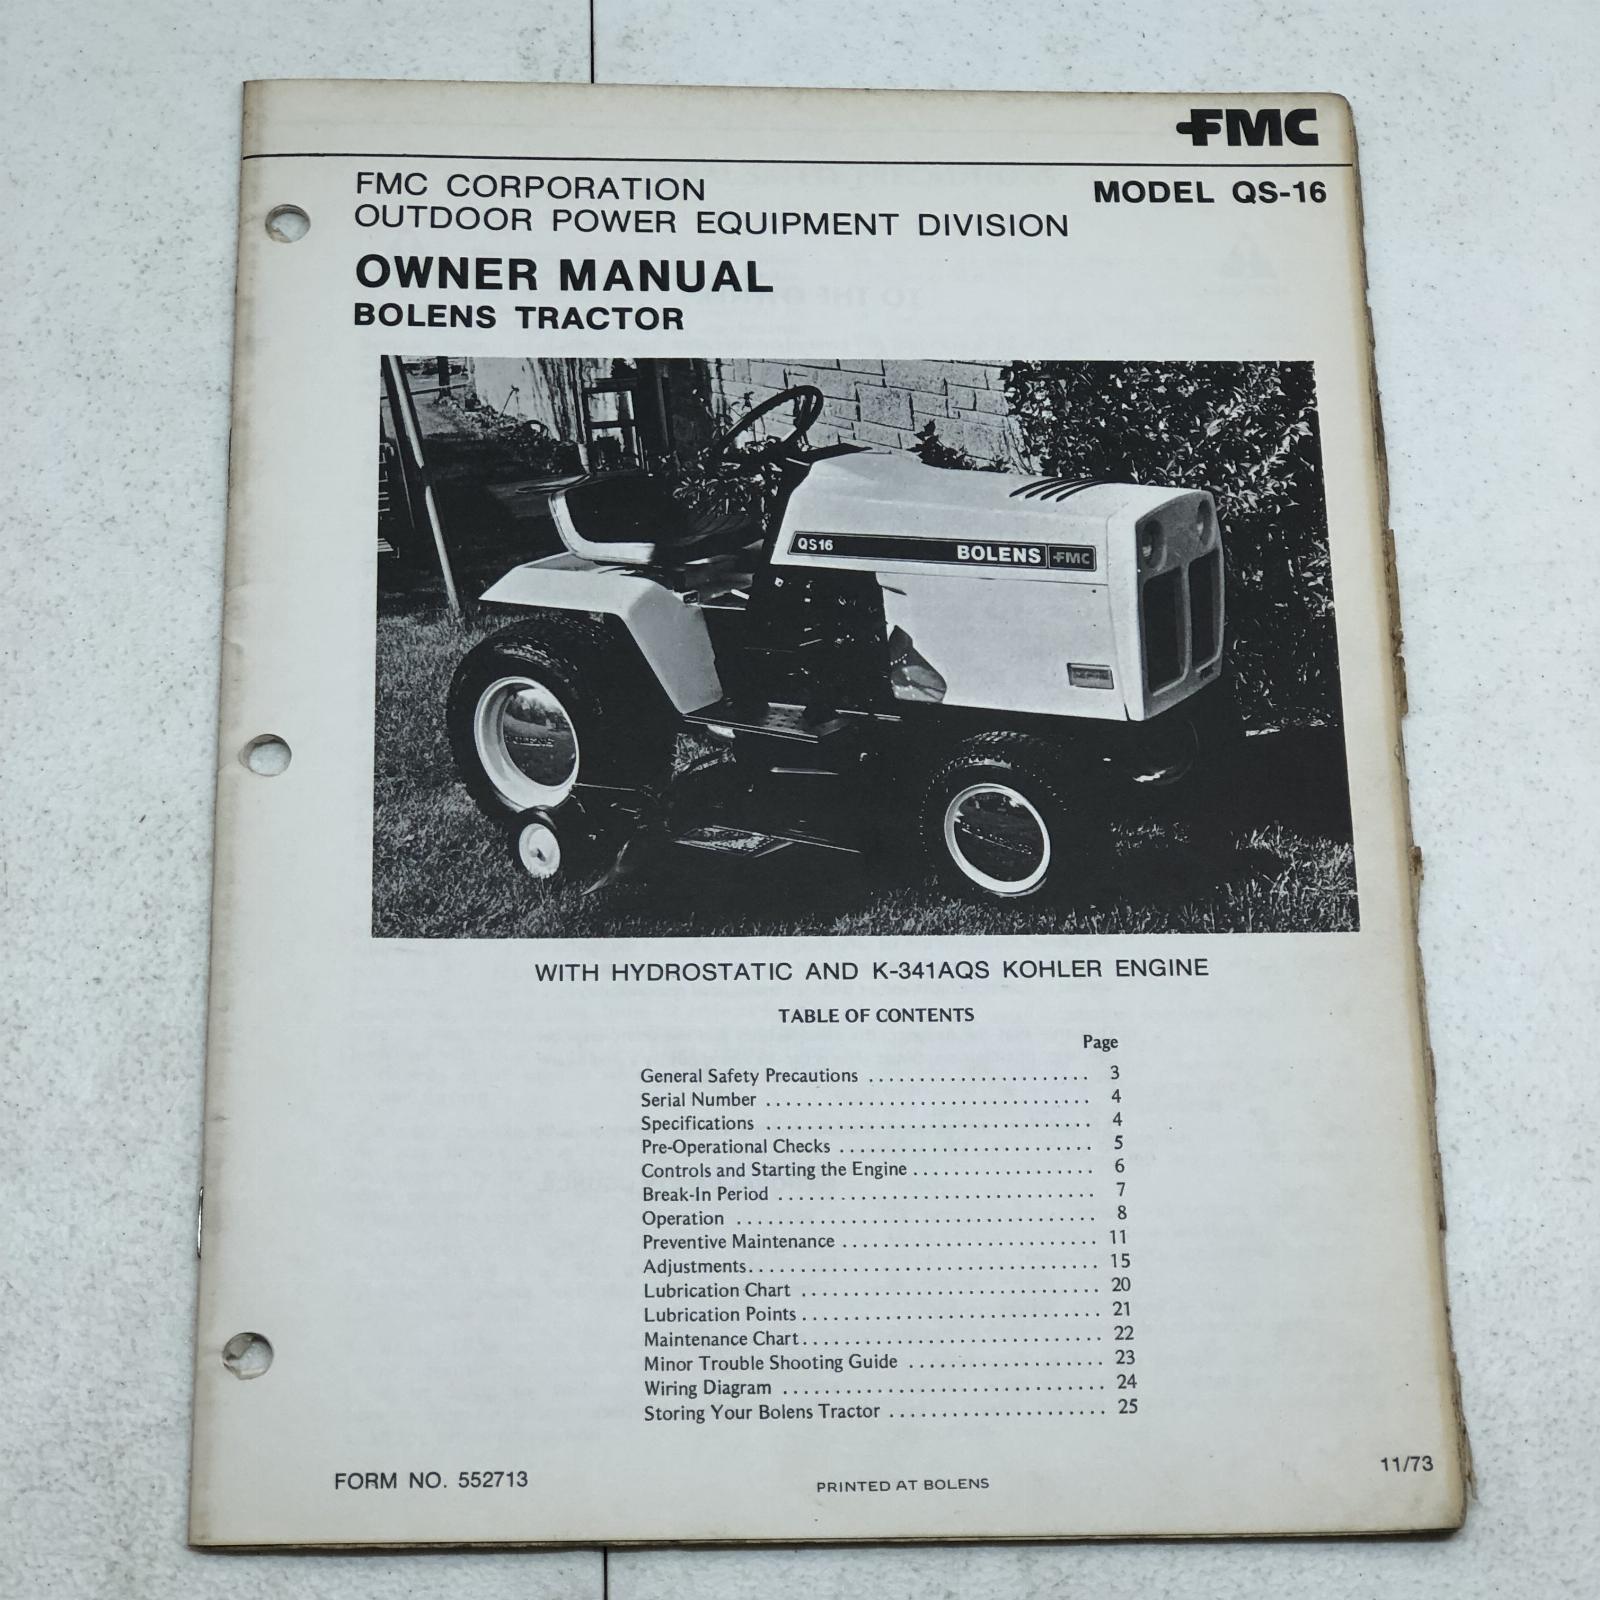 FMC
FMC CORPORATION
OUTDOOR POWER EQUIPMENT DIVISION
MODEL QS-16
OWNER MANUAL
BOLENS TRACTOR
QS16
BOLENS FMC
WITH HYDROSTATIC AND K-341AQS KOHLER ENGINE
TABLE OF CONTENTS
Page
General Safety Precautions ...................... 3
Serial Number ................................ 4
Specifications ................................ 4
Pre-Operational Checks ......................... 5
Controls and Starting the Engine .................. 6
Break-In Period ............................... 7
Operation ................................... 8
Preventive Maintenance ......................... 11
Adjustments .................................. 15
Lubrication Chart ............................. 20
Lubrication Points ............................. 21
Maintenance Chart ............................. 22
Minor Trouble Shooting Guide ................... 23
Wiring Diagram ................................ 24
Storing Your Bolens Tractor ..................... 25
FORM NO. 552713
PRINTED AT BOLENS
11/73